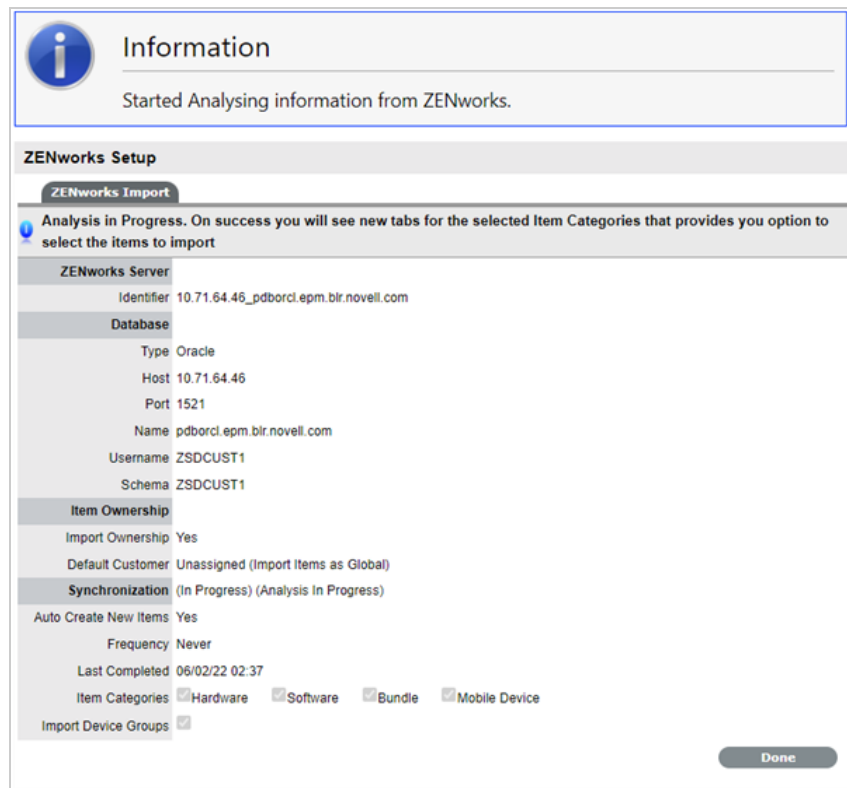 Information
Started Analysing information from ZENworks.
ZENworks Setup
ZENworks Import
Analysis in Progress. On success you will see new tabs for the selected Item Categories that provides you option to
select the items to import
ZENworks Server
Identifier 10.71.64.46_pdborcl.epm.blr.novell.com
Database
Type Oracle
Host 10.71.64.46
Port 1521
Name pdborcl.epm.blr.novell.com
Username ZSDCUST1
Schema ZSDCUST1
Item Ownership
Import Ownership Yes
Default Customer Unassigned (Import Items as Global)
Synchronization (In Progress) (Analysis In Progress)
Auto Create New Items Yes
Frequency Never
Last Completed 06/02/22 02:37
Item Categories Hardware Software Bundle Mobile Device
Import Device Groups
Done